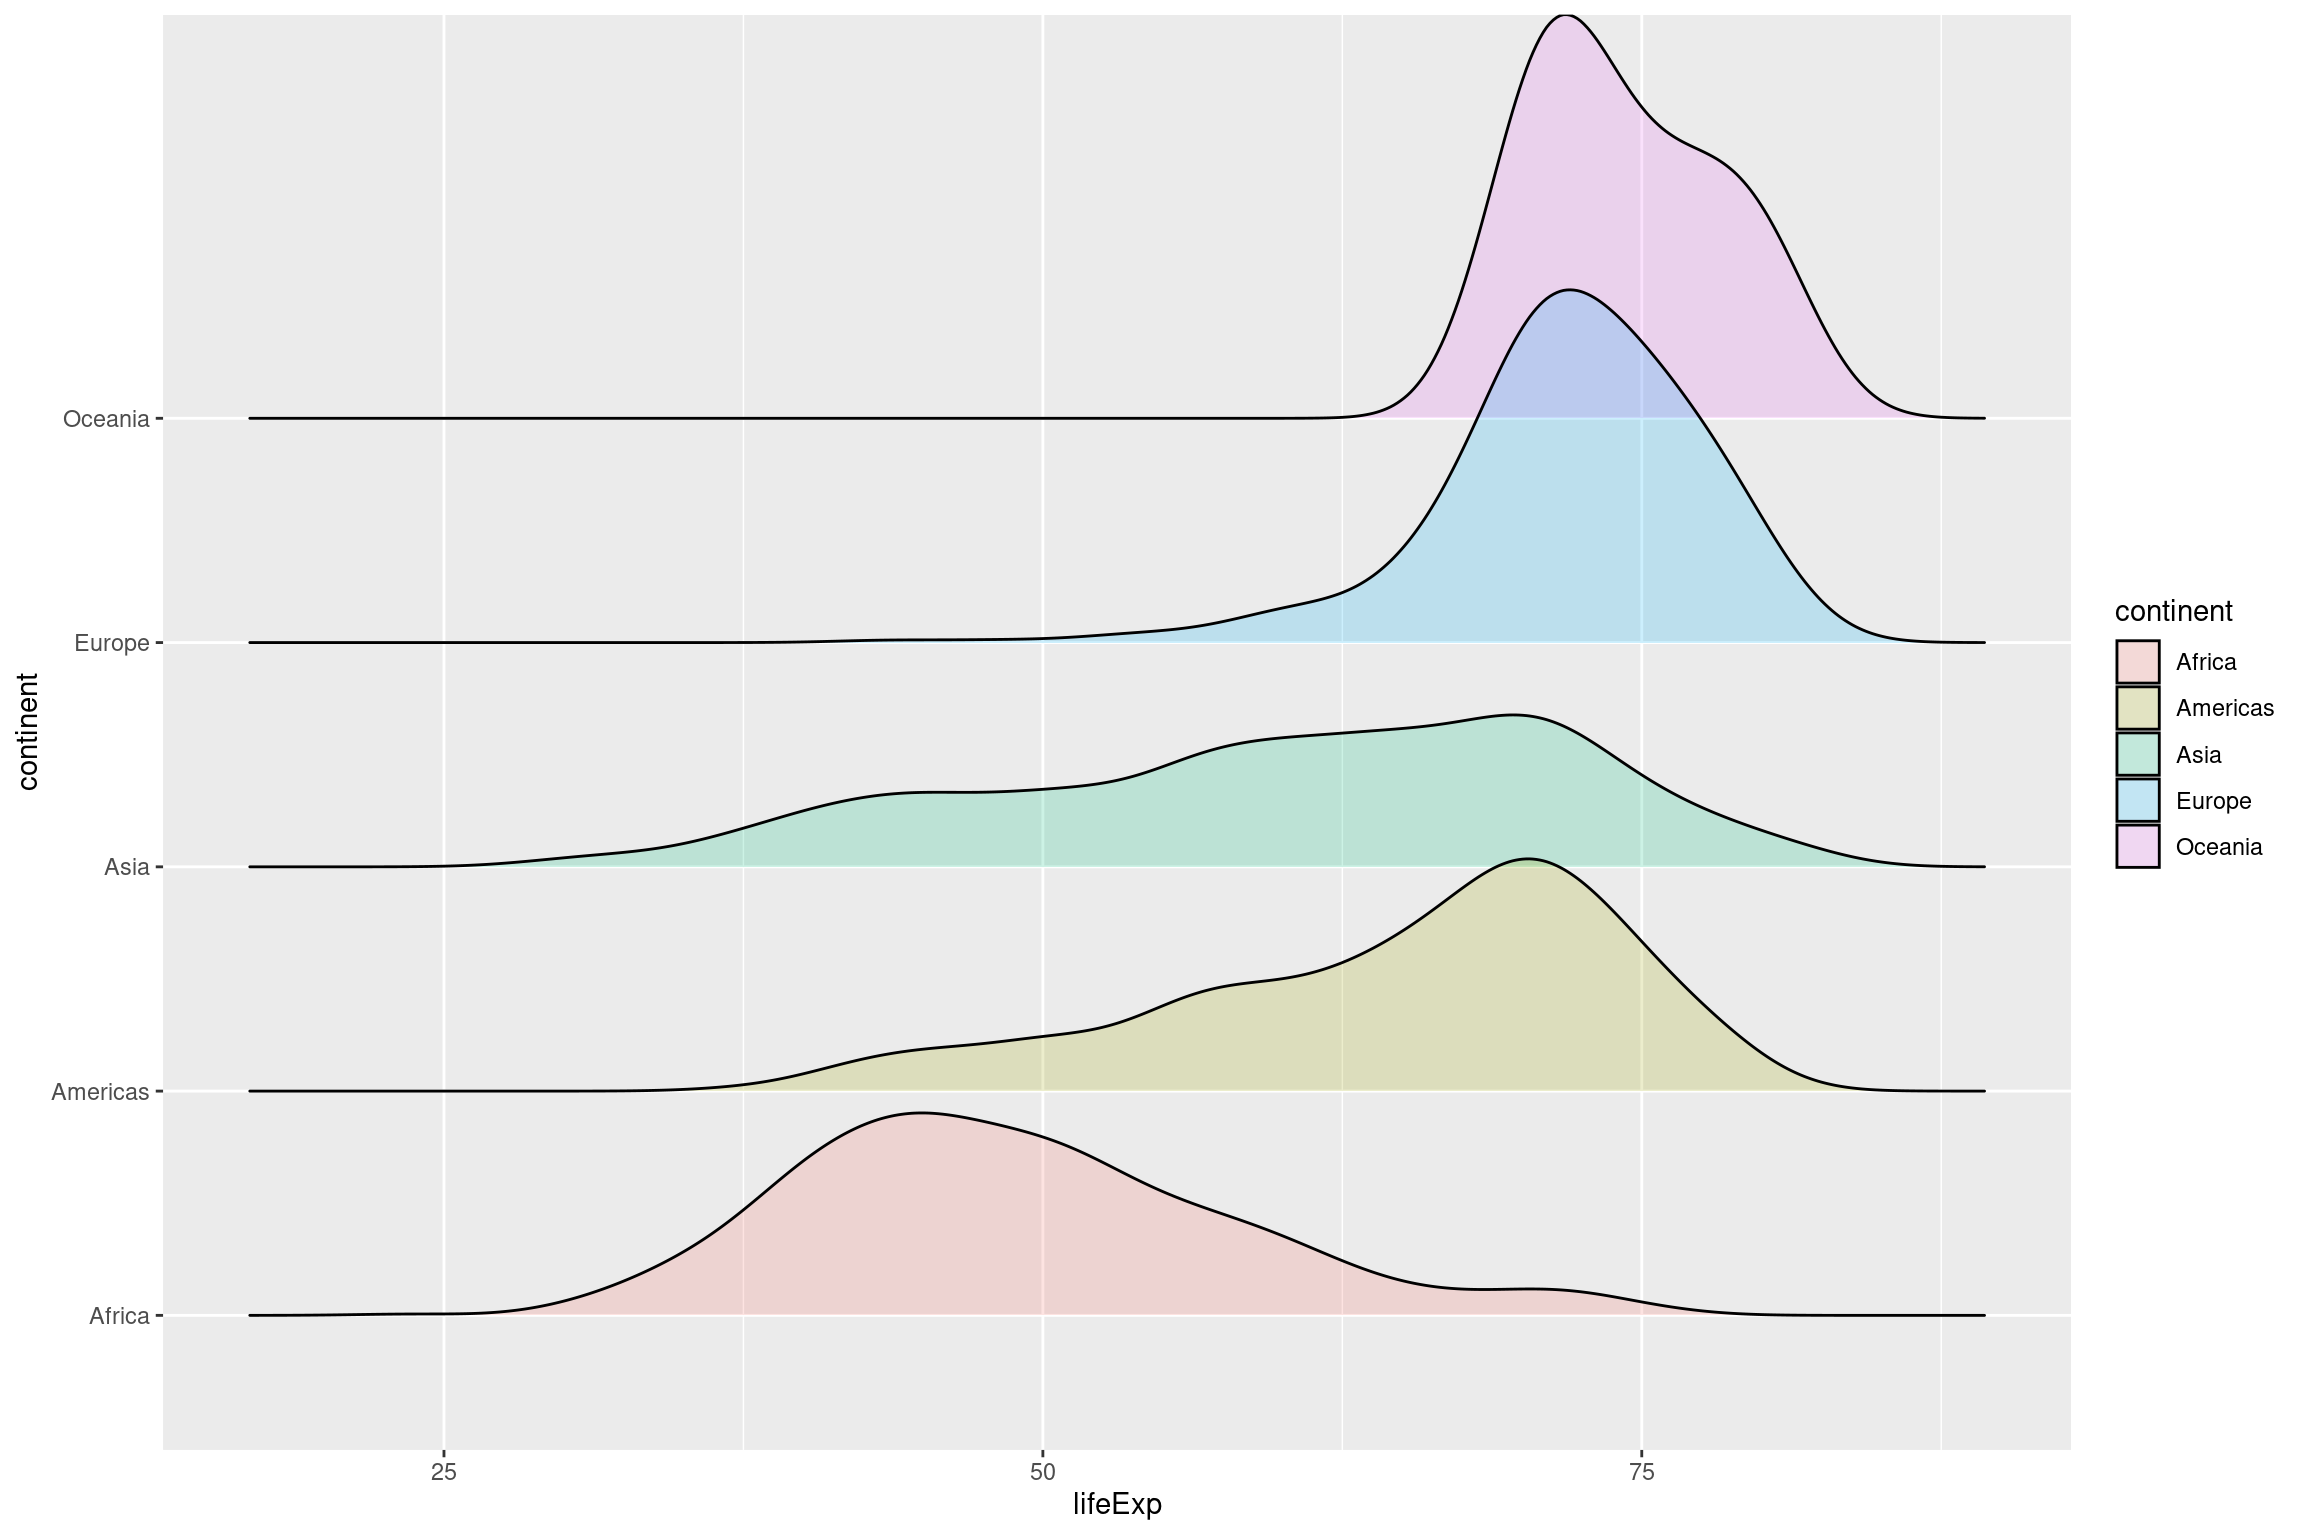 Oceania
Europe
Asia
Americas
Africa
continent
25 50 75
lifeExp
continent
Africa
Americas
Asia
Europe
Oceania